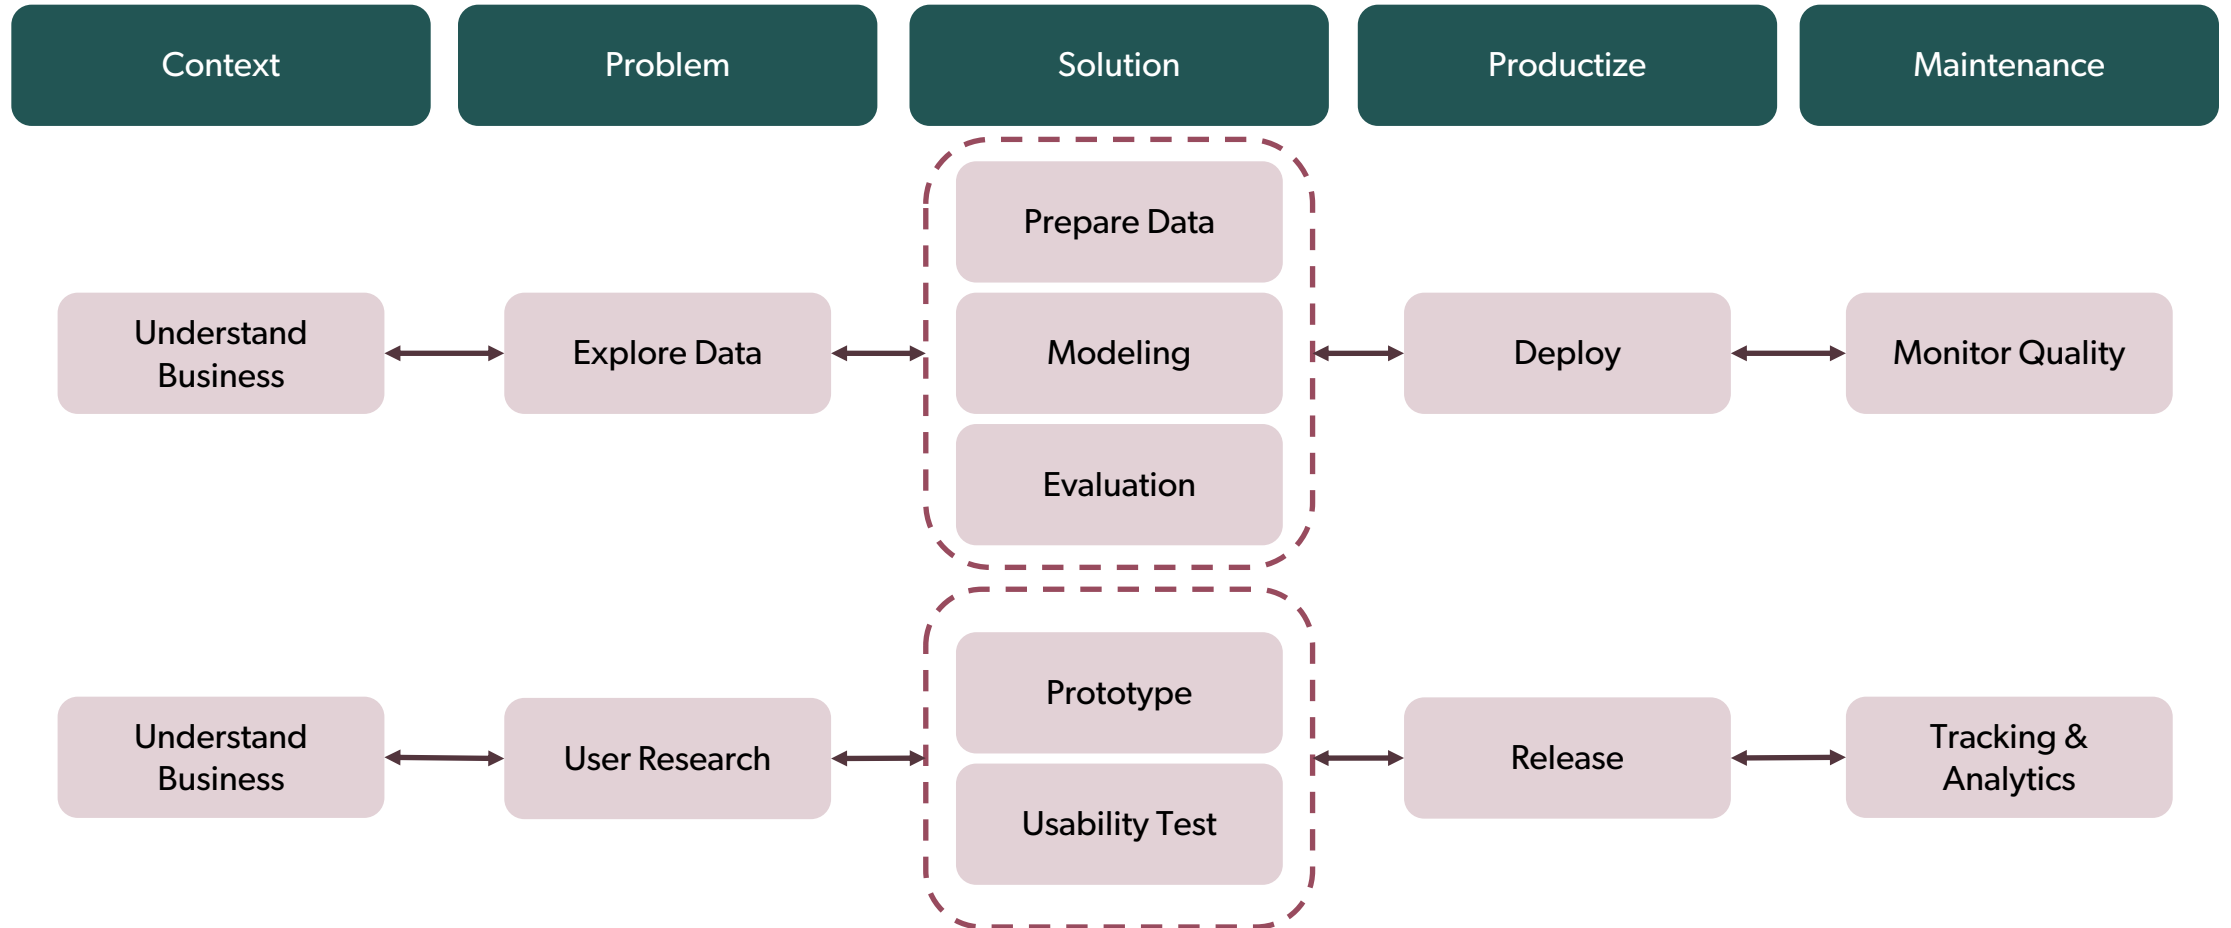 Context
Problem
Solution
Productize
Maintenance
Prepare Data
Understand
Business
Explore Data
Modeling
Deploy
Monitor Quality
Evaluation
Prototype
Understand
Business
User Research
Release
Tracking &
Analytics
Usability Test